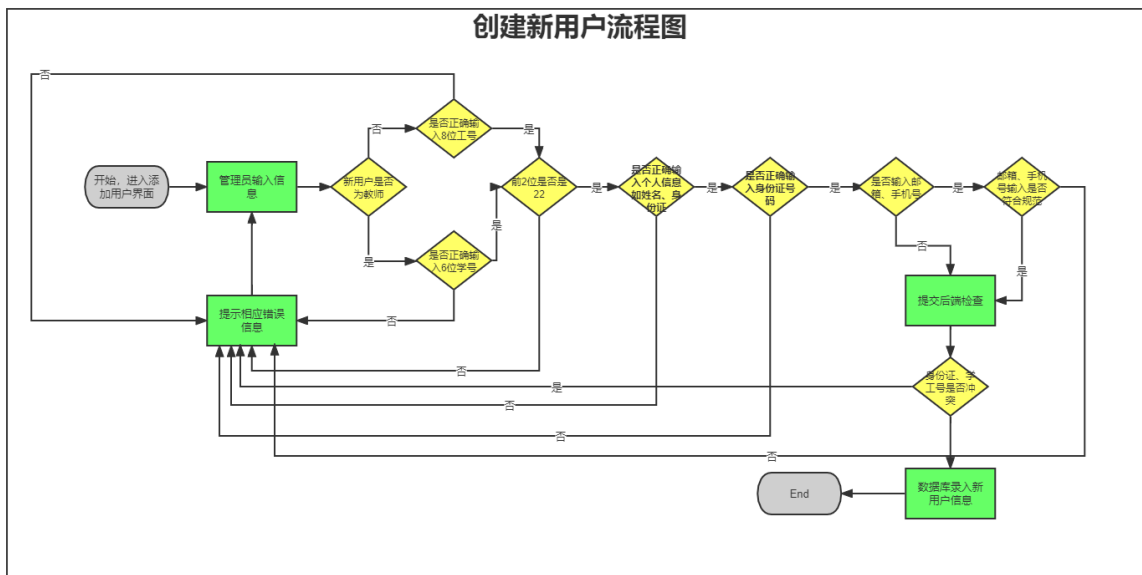 创建新用户流程图
否
是否正确输
入8位工号
否
是
开始，进入添
加用户界面
管理员输入信
息
新用户是否
为教师
前2位是否是
22
是
是否正确输
入个人信息
如姓名、身
份证
是
是否正确输
入身份证号
码
是
是否输入邮
箱、手机号
是
邮箱、手机
号输入是否
符合规范
是
是
是否正确输
入6位学号
否
是
提示相应错误
信息
否
提交后端检查
否
是
身份证、学
工号是否冲
突
否
否
否
数据库录入新
用户信息
End